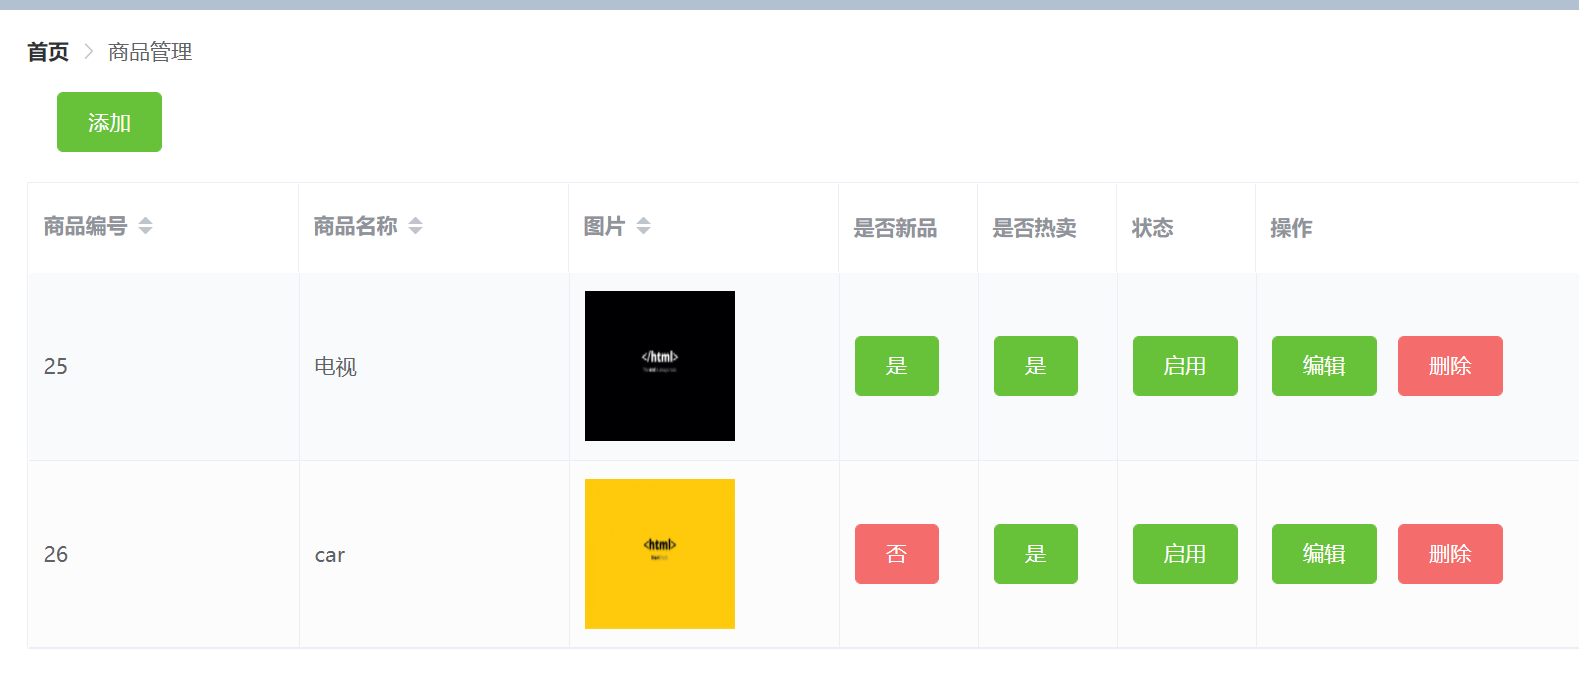 首页 > 商品管理
添加
商品编号 商品名称 图片 是否新品 是否热卖 状态 操作
25 电视 </html> 是 是 启用 编辑 删除
26 car <html> 否 是 启用 编辑 删除